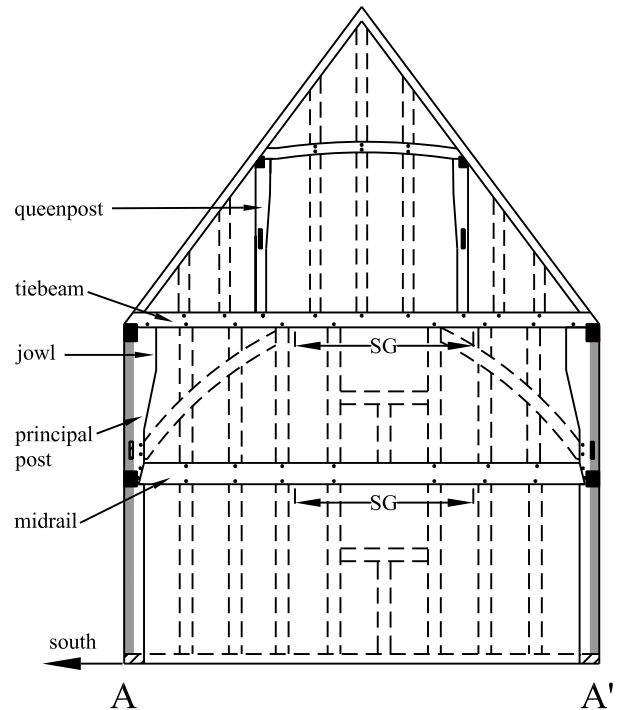 queenpost
tiebeam
SG
jowl
principal
post
SG
midrail
south
A A'